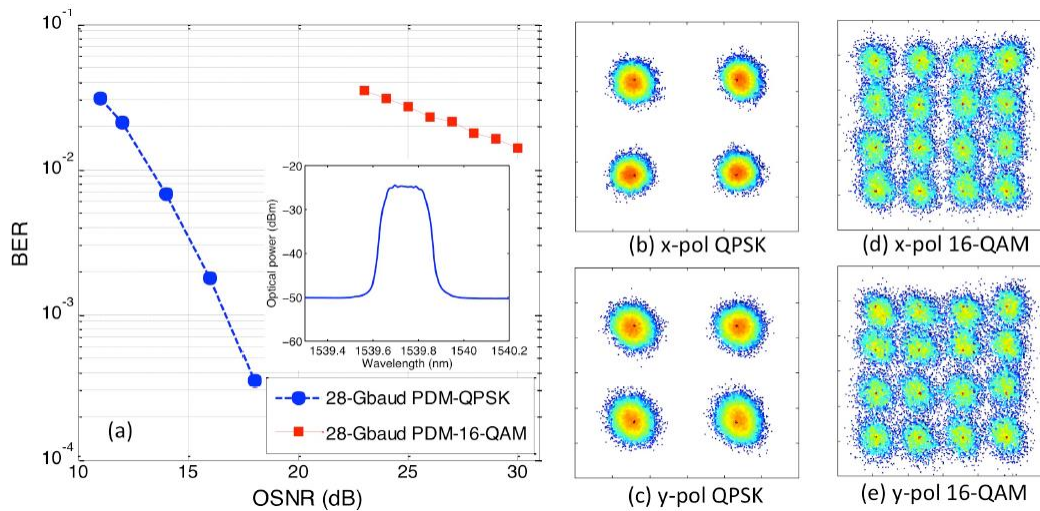 10-1
10-2
10-3
10-4
BER
10
15
20
25
30
OSNR (dB)
(a)
28-Gbaud PDM-QPSK
28-Gbaud PDM-16-QAM
-20
-30
-40
-50
-60
Optical power (dBm)
1539.4 1539.6 1539.8 1540 1540.2
Wavelength (nm)
(b) x-pol QPSK
(d) x-pol 16-QAM
(c) y-pol QPSK
(e) y-pol 16-QAM